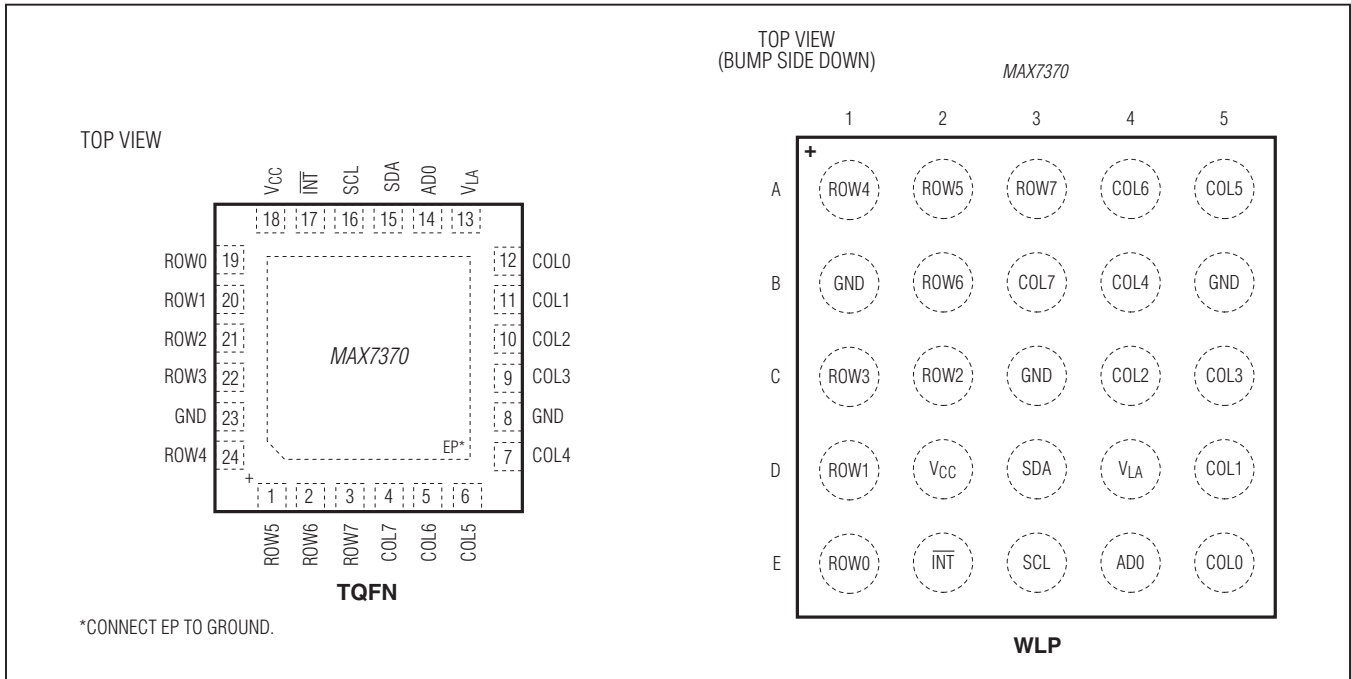 TOP VIEW
VCC INT SCL SDA AD0 VLA
18 17 16 15 14 13
ROW0 19 12 COL0
ROW1 20 11 COL1
ROW2 21 10 COL2
MAX7370
ROW3 22 9 COL3
GND 23 8 GND
EP*
ROW4 24 7 COL4
+
1 2 3 4 5 6
ROW5 ROW6 ROW7 COL7 COL6 COL5
TQFN
*CONNECT EP TO GROUND.
TOP VIEW
(BUMP SIDE DOWN)
MAX7370
1 2 3 4 5
+
A ROW4 ROW5 ROW7 COL6 COL5
B GND ROW6 COL7 COL4 GND
C ROW3 ROW2 GND COL2 COL3
D ROW1 VCC SDA VLA COL1
E ROW0 INT SCL AD0 COL0
WLP